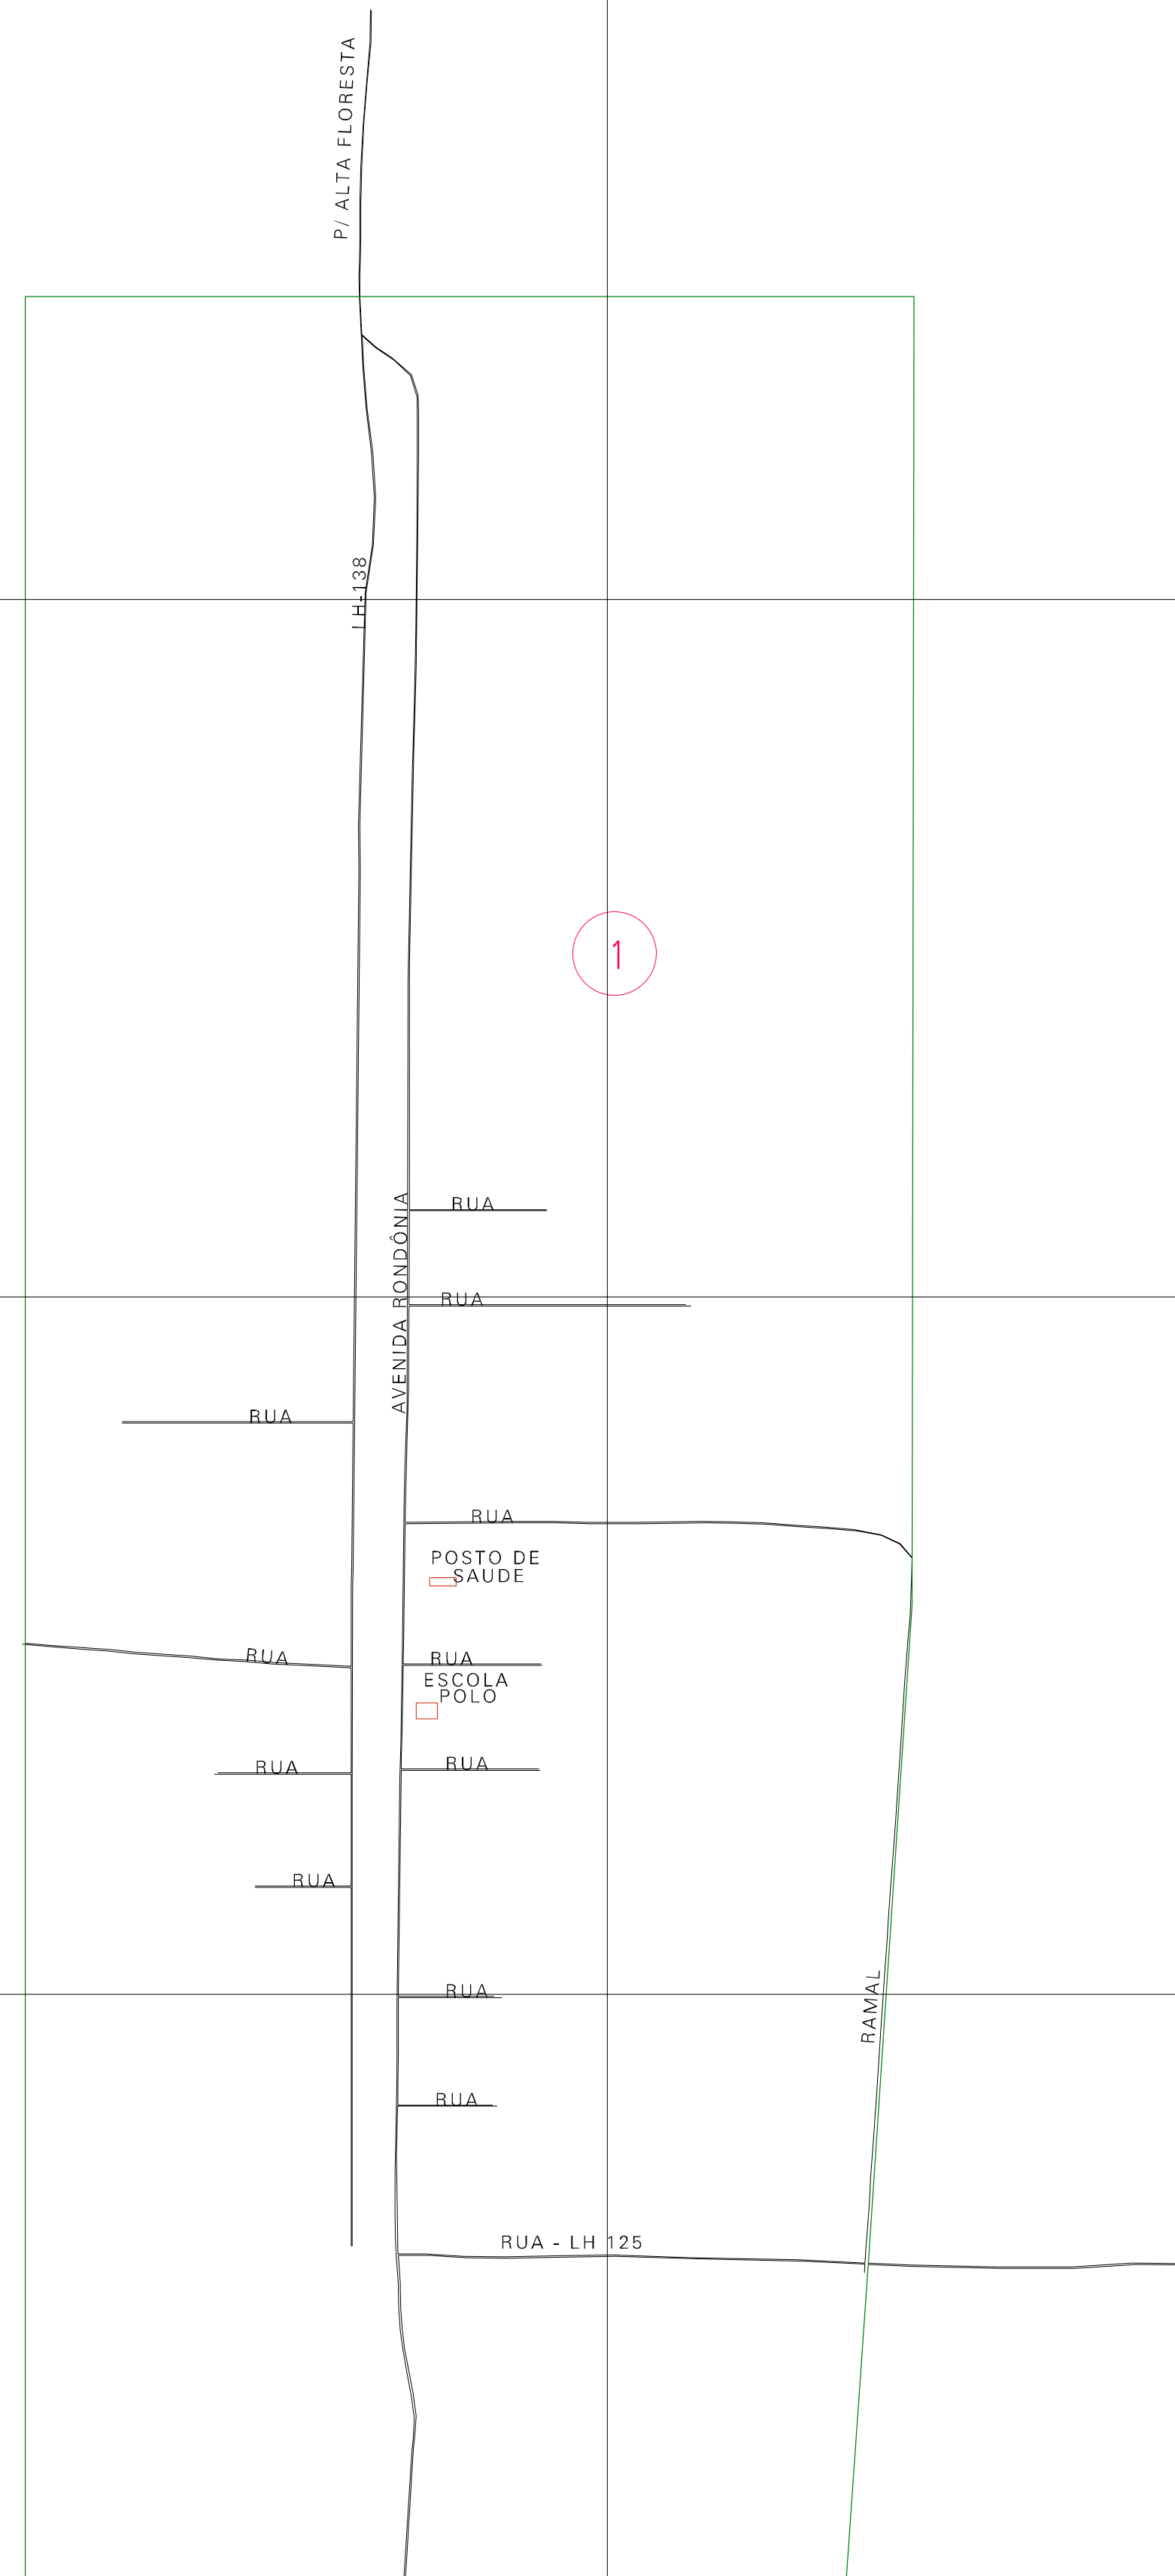 P/ ALTA FLORESTA
LH-138
1
RUA
AVENIDA RONDÔNIA
RUA
RUA
RUA
POSTO DE
SAUDE
RUA
RUA
ESCOLA
POLO
RUA
RUA
RUA
RUA
RAMAL
RUA
RUA - LH 125